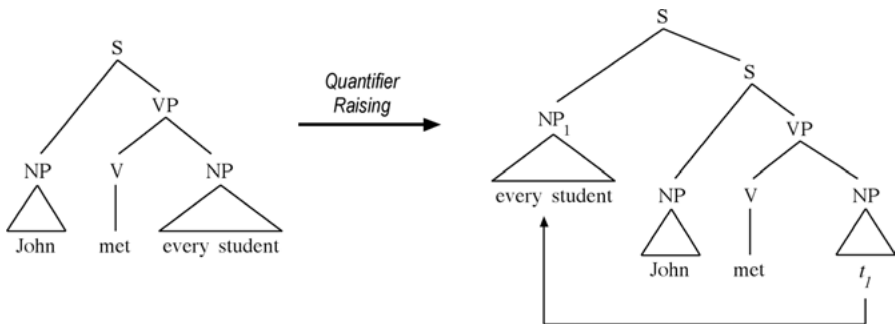 S
VP
NP V NP
John met every student
Quantifier
Raising
S
S
NP₁
VP
every student
NP V NP
John met t₁